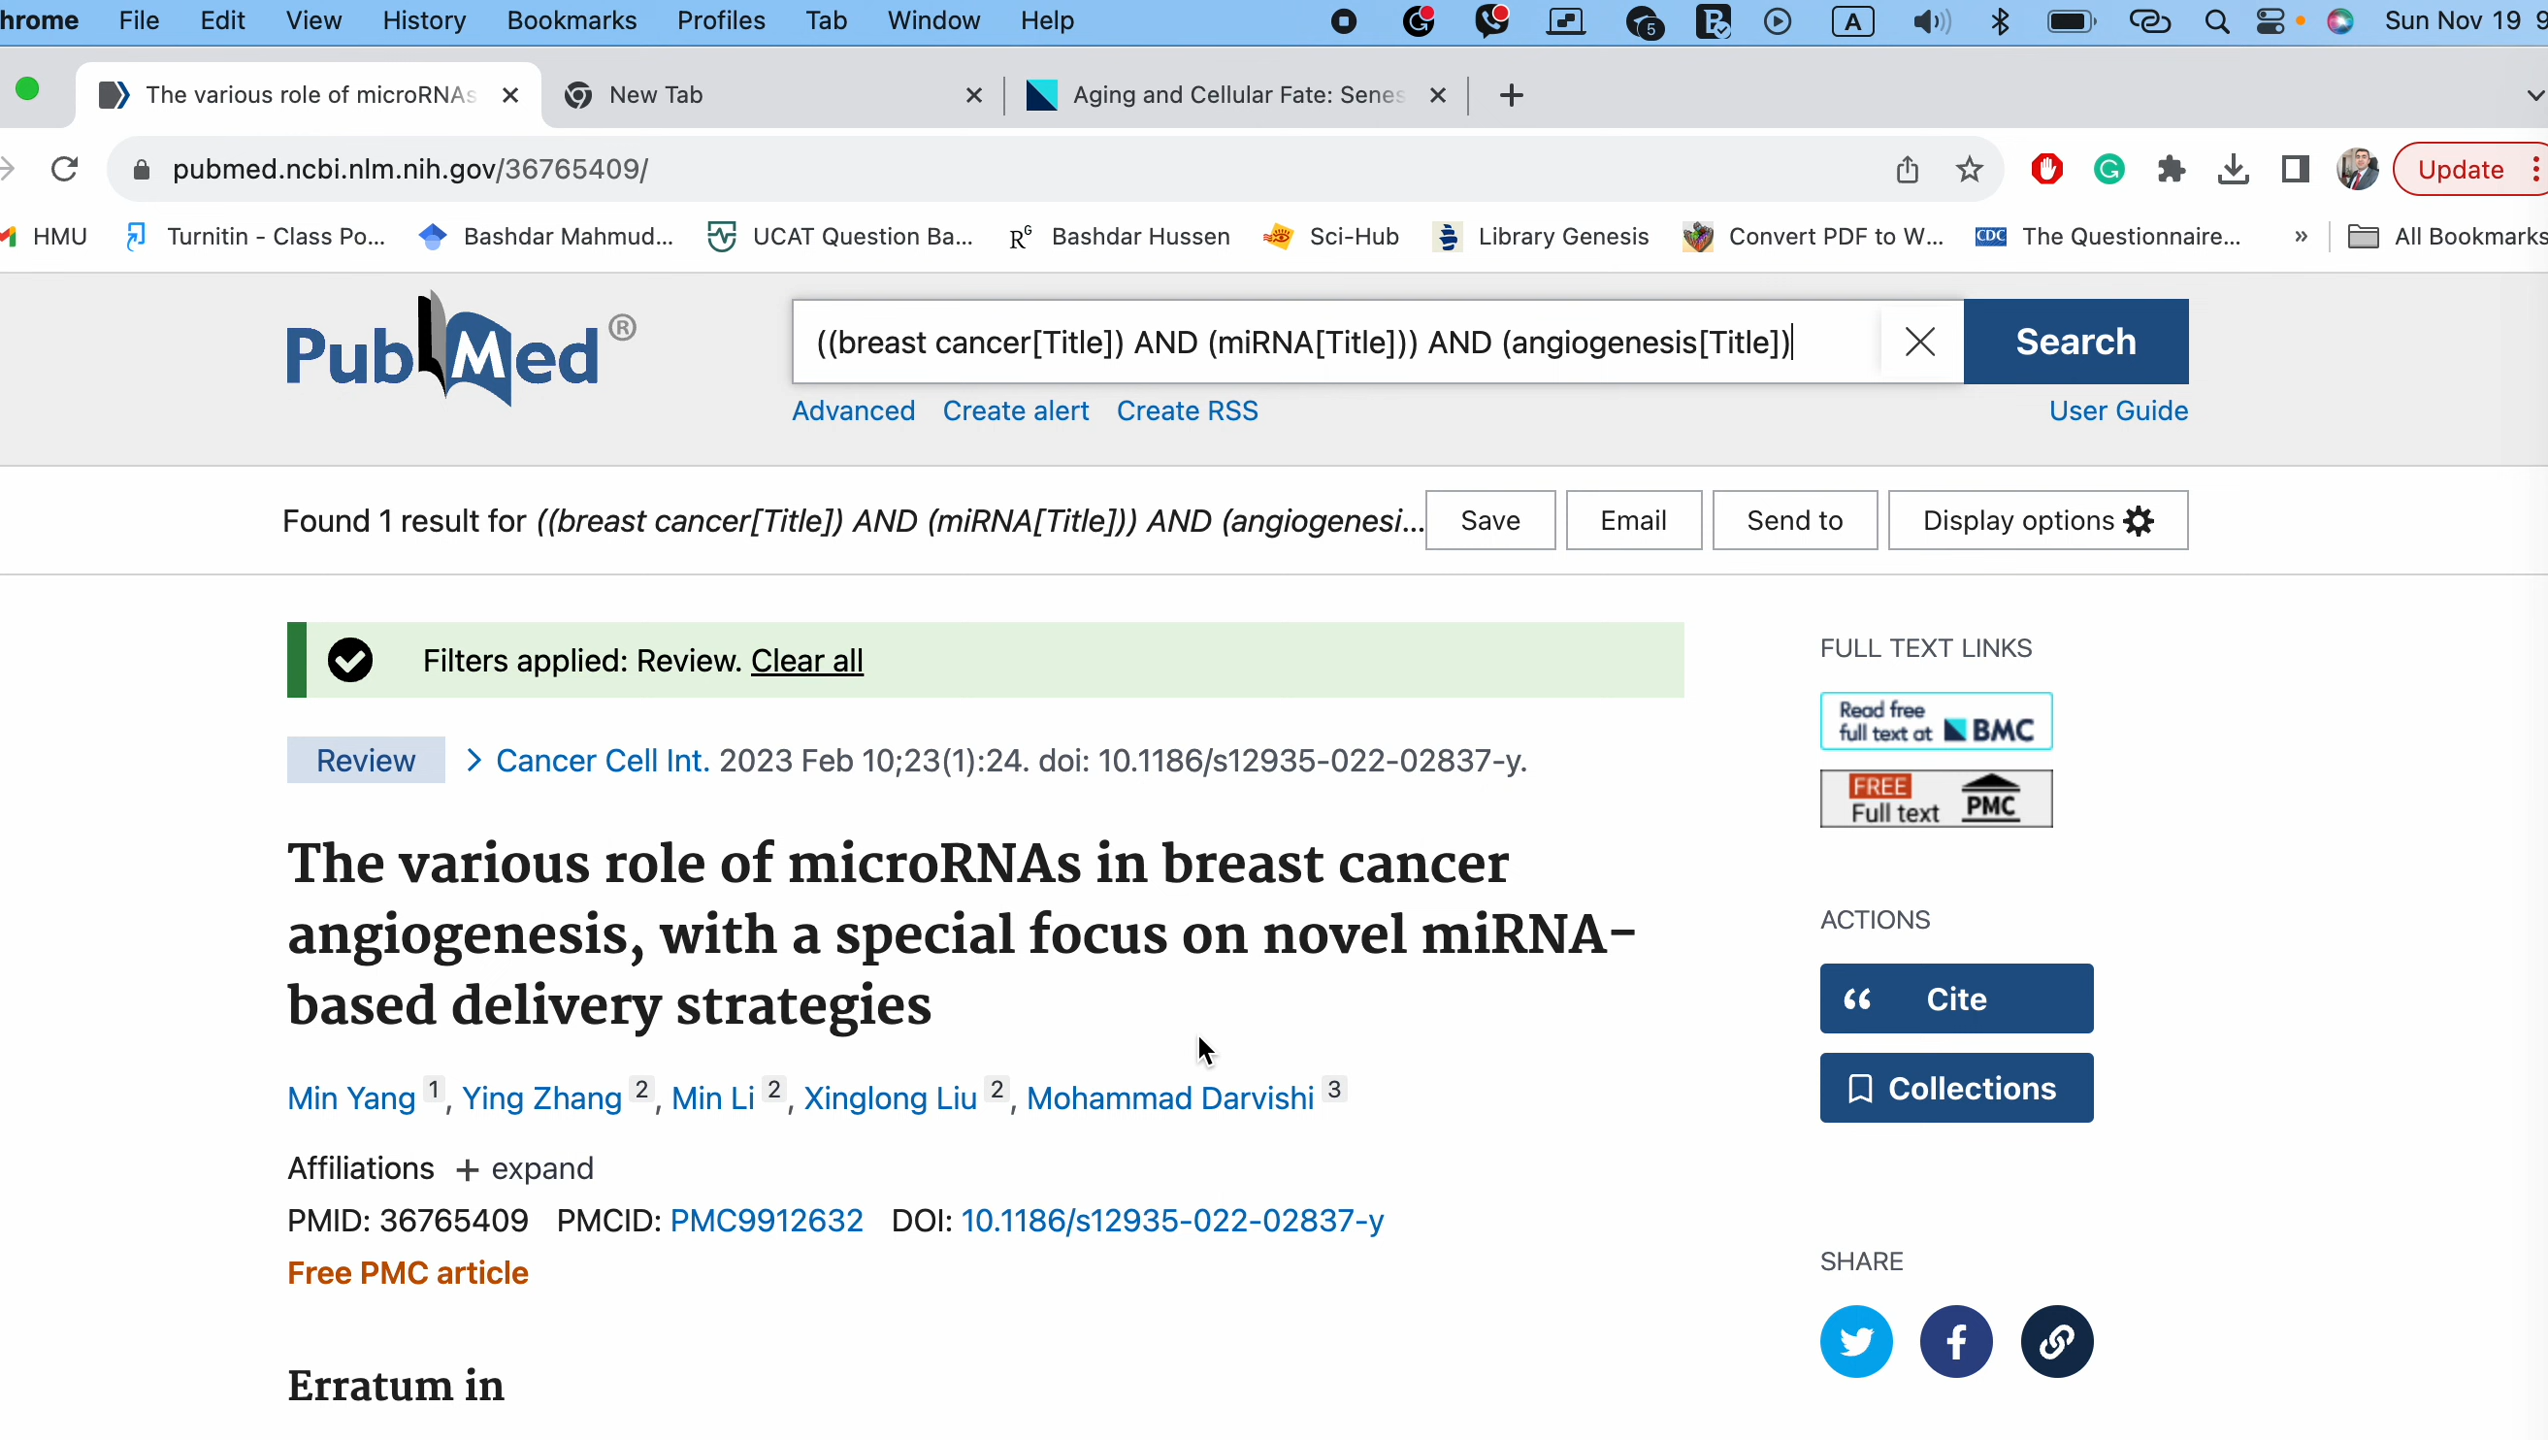 hrome File Edit View History Bookmarks Profiles Tab Window Help 5 A Sun Nov 19 9
The various role of microRNAs New Tab Aging and Cellular Fate: Senes
pubmed.ncbi.nlm.nih.gov/36765409/ Update
HMU Turnitin - Class Po... Bashdar Mahmud... UCAT Question Ba... RG Bashdar Hussen Sci-Hub Library Genesis Convert PDF to W... CDC The Questionnaire... » All Bookmarks
PubMed® ((breast cancer[Title]) AND (miRNA[Title])) AND (angiogenesis[Title]) Search
Advanced Create alert Create RSS User Guide
Found 1 result for ((breast cancer[Title]) AND (miRNA[Title])) AND (angiogenesi... Save Email Send to Display options
Filters applied: Review. Clear all
FULL TEXT LINKS
Read free
full text at BMC
Review > Cancer Cell Int. 2023 Feb 10;23(1):24. doi: 10.1186/s12935-022-02837-y.
FREE
Full text PMC
The various role of microRNAs in breast cancer
angiogenesis, with a special focus on novel miRNA-
based delivery strategies
ACTIONS
Cite
Collections
Min Yang 1, Ying Zhang 2, Min Li 2, Xinglong Liu 2, Mohammad Darvishi 3
Affiliations + expand
PMID: 36765409 PMCID: PMC9912632 DOI: 10.1186/s12935-022-02837-y
Free PMC article
SHARE
Erratum in